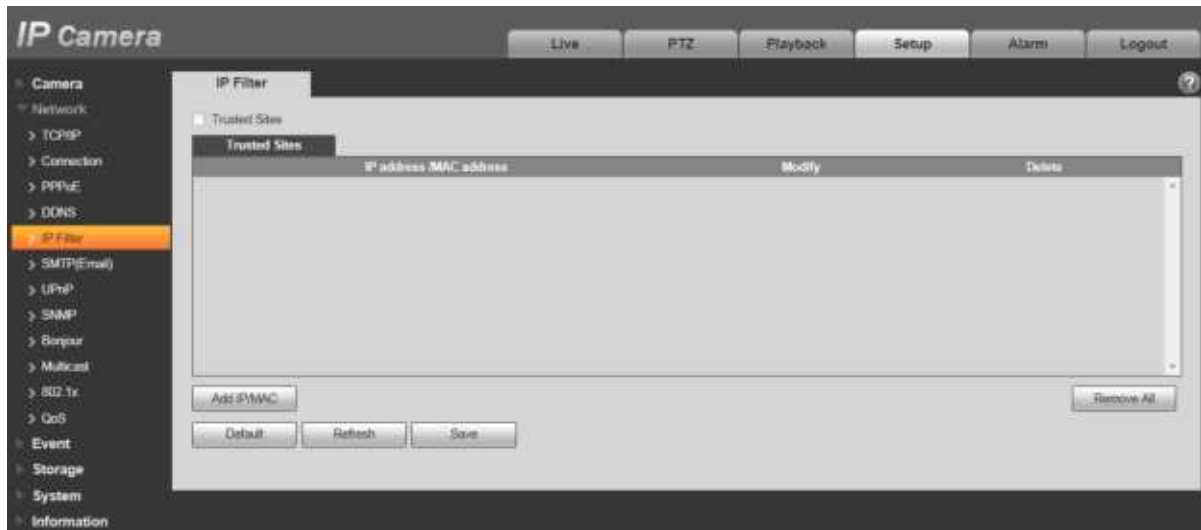 IP Camera
Live
PTZ
Playback
Setup
Alarm
Logout
Camera
Network
TCP/IP
Connection
PPPoE
DDNS
IP Filter
SMTP(Email)
UPnP
SNMP
Bonjour
Multicast
802.1x
QoS
Event
Storage
System
Information
IP Filter
?
Trusted Sites
Trusted Sites
IP address /MAC address
Modify
Delete
Add IP/MAC
Remove All
Default
Refresh
Save